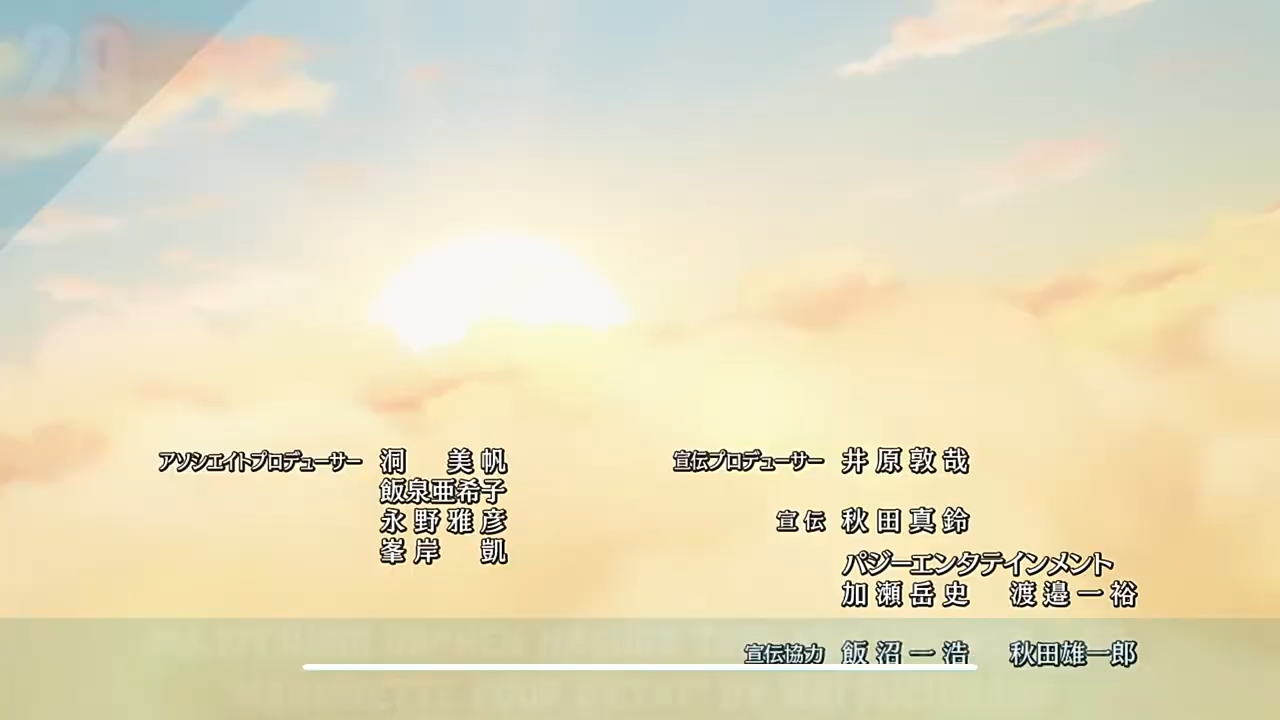 29
アソシエイトプロデューサー 洞 美帆
飯泉亜希子
永野雅彦
峯岸 凱
宣伝プロデューサー 井原敦哉
宣伝 秋田真鈴
パジーエンタテインメント
加瀬岳史 渡邉一裕
宣伝協力 飯沼一浩 秋田雄一郎